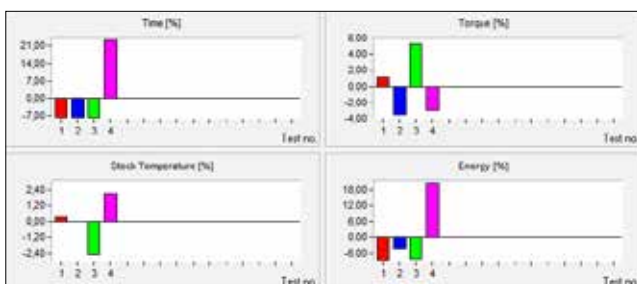 Time [%]
21,00
14,00
7,00
0,00
-7,00
1 2 3 4
Test no.
Torque [%]
6.00
4.00
2.00
0.00
-2.00
-4.00
1 2 3 4
Test no.
Stock Temperature [%]
2,40
1,20
0,00
-1,20
-2,40
1 2 3 4
Test no.
Energy [%]
18.00
12.00
6.00
0.00
-6.00
1 2 3 4
Test no.